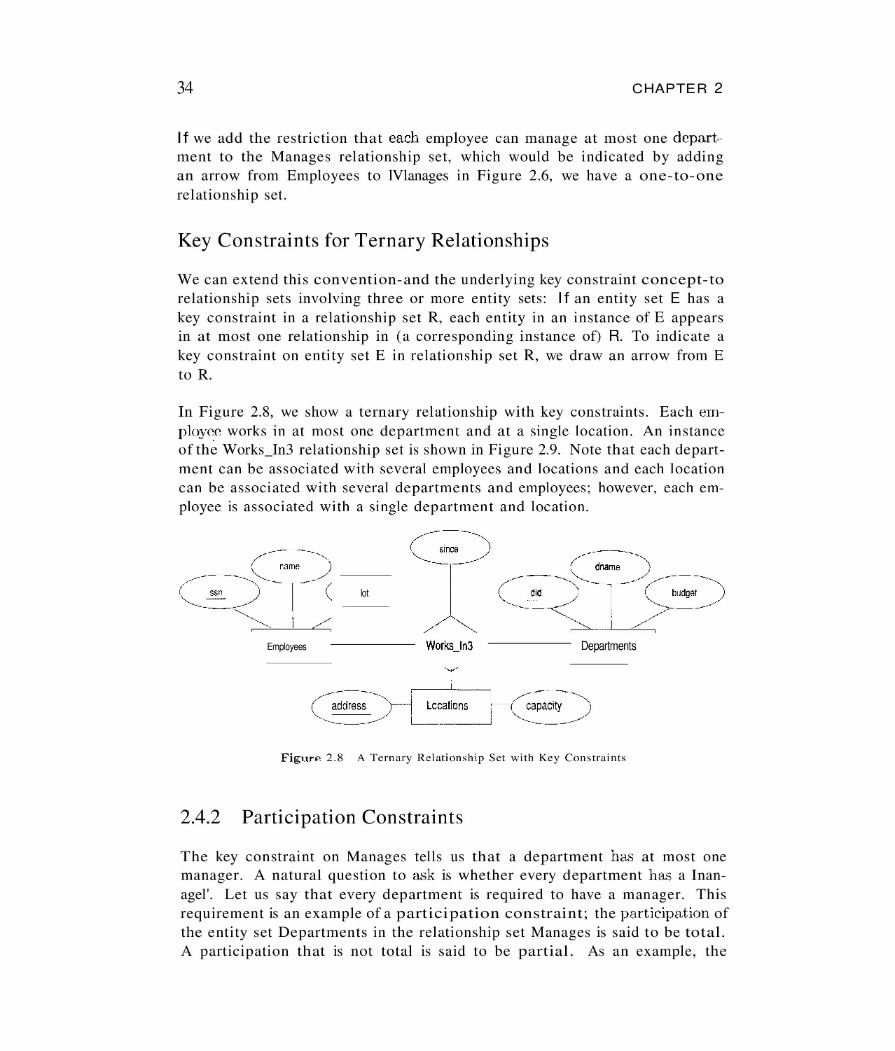 34 CHAPTER 2
If we add the restriction that each employee can manage at most one depart-
ment to the Manages relationship set, which would be indicated by adding
an arrow from Employees to lVlanages in Figure 2.6, we have a one-to-one
relationship set.
Key Constraints for Ternary Relationships
We can extend this convention-and the underlying key constraint concept-to
relationship sets involving three or more entity sets: If an entity set E has a
key constraint in a relationship set R, each entity in an instance of E appears
in at most one relationship in (a corresponding instance of) R. To indicate a
key constraint on entity set E in relationship set R, we draw an arrow from E
to R.
In Figure 2.8, we show a ternary relationship with key constraints. Each em-
ployee works in at most one department and at a single location. An instance
of the Works_In3 relationship set is shown in Figure 2.9. Note that each depart-
ment can be associated with several employees and locations and each location
can be associated with several departments and employees; however, each em-
ployee is associated with a single department and location.
since
name dname
ssn lot did budget
Employees Works_In3 Departments
address Locations capacity
Figure 2.8 A Ternary Relationship Set with Key Constraints
2.4.2 Participation Constraints
The key constraint on Manages tells us that a department has at most one
manager. A natural question to ask is whether every department has a Inan-
agel'. Let us say that every department is required to have a manager. This
requirement is an example of a participation constraint; the participation of
the entity set Departments in the relationship set Manages is said to be total.
A participation that is not total is said to be partial. As an example, the